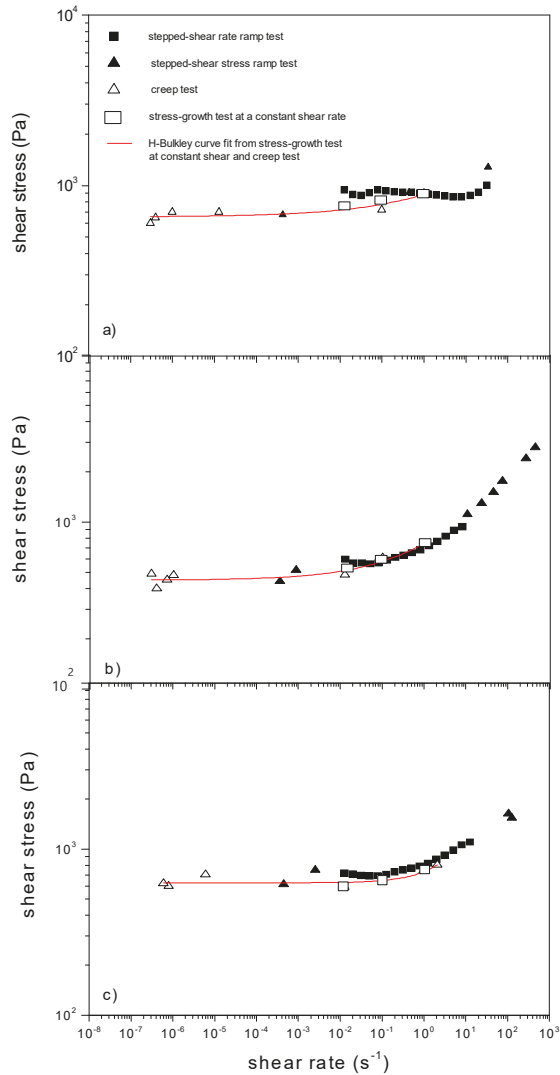 10^4
stepped-shear rate ramp test
stepped-shear stress ramp test
creep test
stress-growth test at a constant shear rate
H-Bulkley curve fit from stress-growth test
at constant shear and creep test
shear stress (Pa)
10^3
a)
10^2
shear stress (Pa)
10^3
b)
10^2
10
shear stress (Pa)
10^3
c)
10^2
10^-8 10^-7 10^-6 10^-5 10^-4 10^-3 10^-2 10^-1 10^0 10^1 10^2 10^3
shear rate (s^-1)